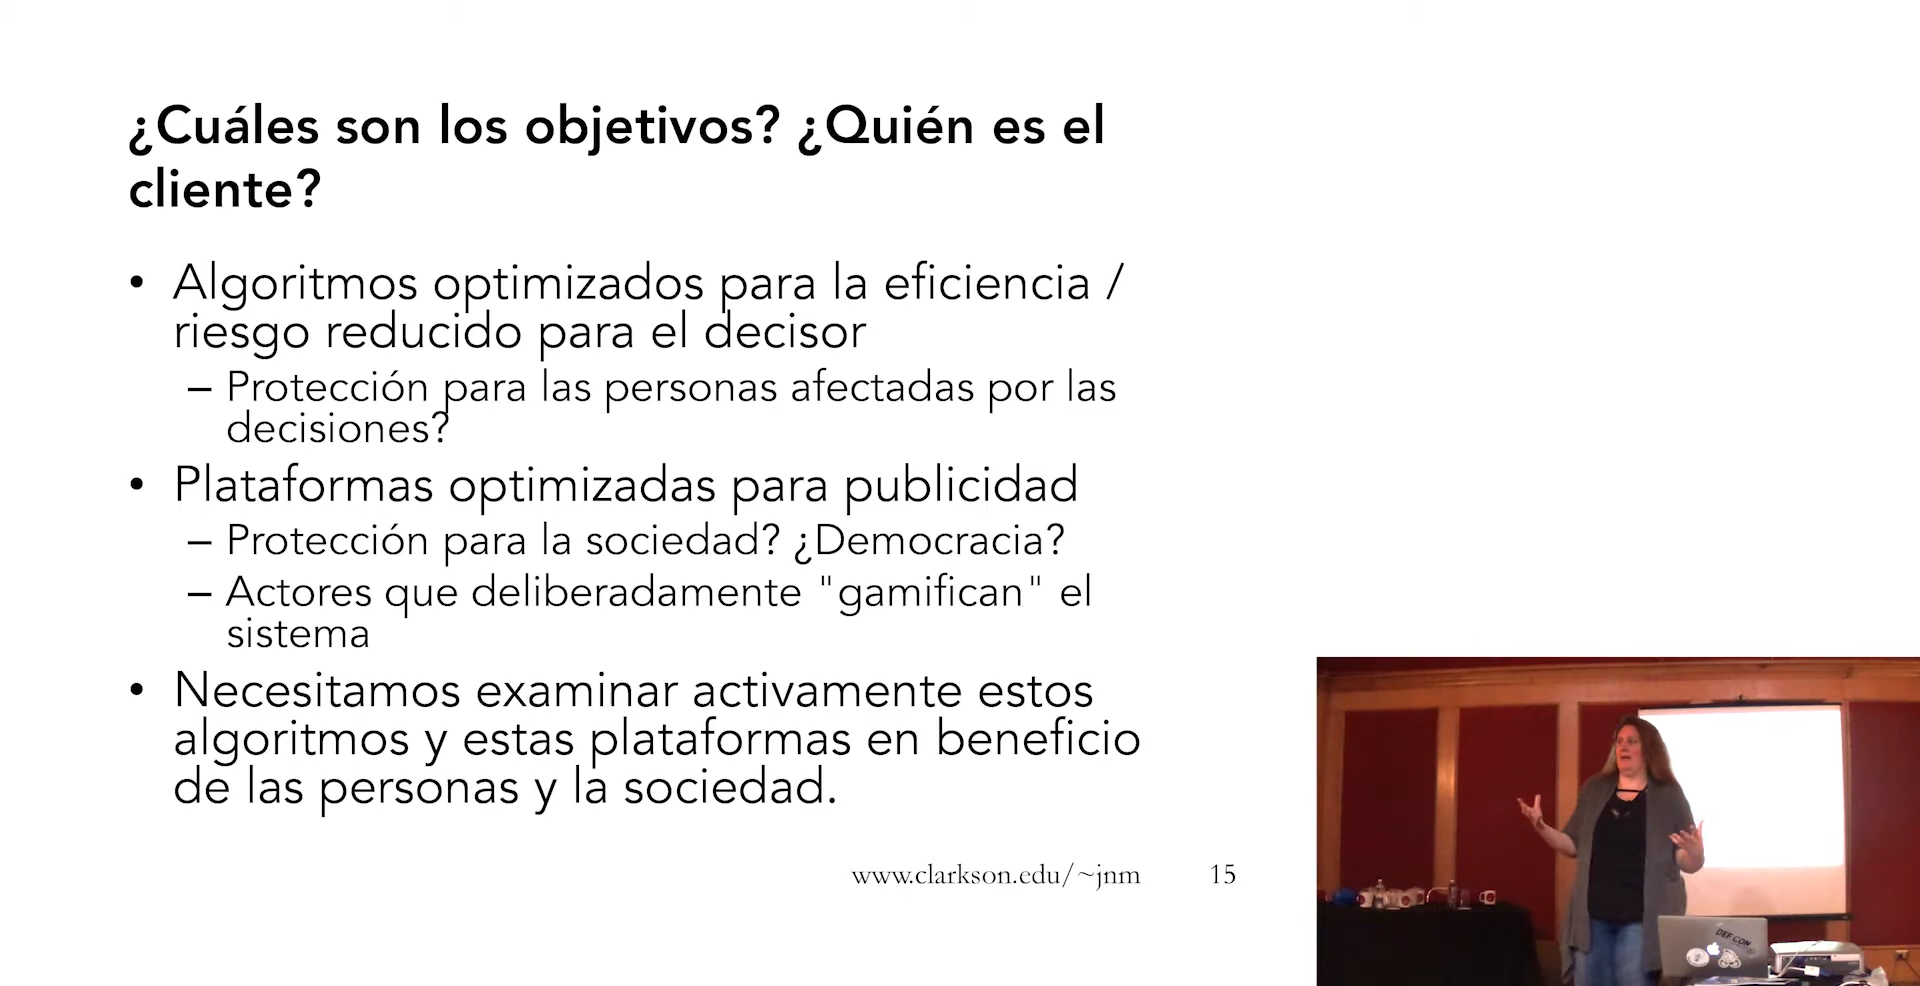 ¿Cuáles son los objetivos? ¿Quién es el
cliente?
• Algoritmos optimizados para la eficiencia /
riesgo reducido para el decisor
– Protección para las personas afectadas por las
decisiones?
• Plataformas optimizadas para publicidad
– Protección para la sociedad? ¿Democracia?
– Actores que deliberadamente "gamifican" el
sistema
• Necesitamos examinar activamente estos
algoritmos y estas plataformas en beneficio
de las personas y la sociedad.
www.clarkson.edu/~jnm 15
DEF CON